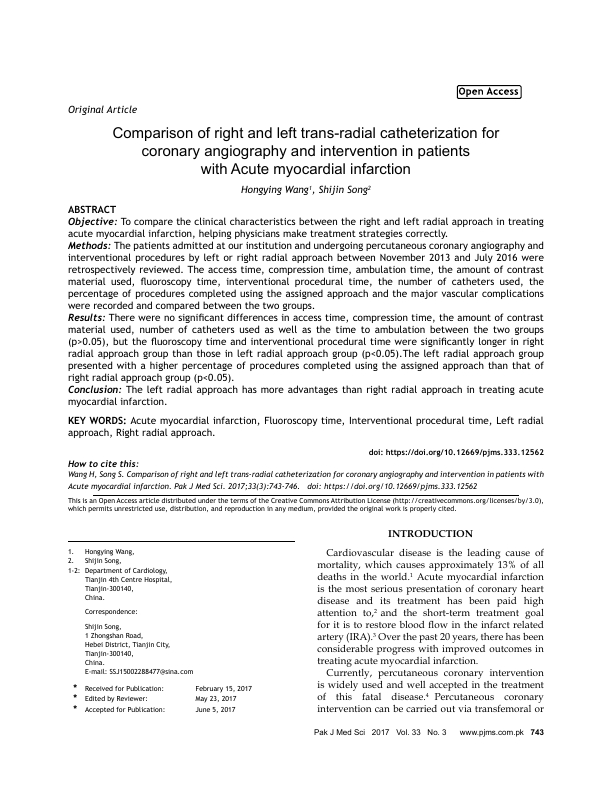 Open Access
Original Article
Comparison of right and left trans-radial catheterization for
coronary angiography and intervention in patients
with Acute myocardial infarction
Hongying Wang¹, Shijin Song²
ABSTRACT
Objective: To compare the clinical characteristics between the right and left radial approach in treating
acute myocardial infarction, helping physicians make treatment strategies correctly.
Methods: The patients admitted at our institution and undergoing percutaneous coronary angiography and
interventional procedures by left or right radial approach between November 2013 and July 2016 were
retrospectively reviewed. The access time, compression time, ambulation time, the amount of contrast
material used, fluoroscopy time, interventional procedural time, the number of catheters used, the
percentage of procedures completed using the assigned approach and the major vascular complications
were recorded and compared between the two groups.
Results: There were no significant differences in access time, compression time, the amount of contrast
material used, number of catheters used as well as the time to ambulation between the two groups
(p>0.05), but the fluoroscopy time and interventional procedural time were significantly longer in right
radial approach group than those in left radial approach group (p<0.05).The left radial approach group
presented with a higher percentage of procedures completed using the assigned approach than that of
right radial approach group (p<0.05).
Conclusion: The left radial approach has more advantages than right radial approach in treating acute
myocardial infarction.
KEY WORDS: Acute myocardial infarction, Fluoroscopy time, Interventional procedural time, Left radial
approach, Right radial approach.
doi: https://doi.org/10.12669/pjms.333.12562
How to cite this:
Wang H, Song S. Comparison of right and left trans-radial catheterization for coronary angiography and intervention in patients with
Acute myocardial infarction. Pak J Med Sci. 2017;33(3):743-746. doi: https://doi.org/10.12669/pjms.333.12562
This is an Open Access article distributed under the terms of the Creative Commons Attribution License (http://creativecommons.org/licenses/by/3.0),
which permits unrestricted use, distribution, and reproduction in any medium, provided the original work is properly cited.
1. Hongying Wang,
2. Shijin Song,
1-2: Department of Cardiology,
Tianjin 4th Centre Hospital,
Tianjin-300140,
China.
Correspondence:
Shijin Song,
1 Zhongshan Road,
Hebei District, Tianjin City,
Tianjin-300140,
China.
E-mail: SSJ15002288477@sina.com
* Received for Publication: February 15, 2017
* Edited by Reviewer: May 23, 2017
* Accepted for Publication: June 5, 2017
INTRODUCTION
Cardiovascular disease is the leading cause of
mortality, which causes approximately 13% of all
deaths in the world.¹ Acute myocardial infarction
is the most serious presentation of coronary heart
disease and its treatment has been paid high
attention to,² and the short-term treatment goal
for it is to restore blood flow in the infarct related
artery (IRA).³ Over the past 20 years, there has been
considerable progress with improved outcomes in
treating acute myocardial infarction.
Currently, percutaneous coronary intervention
is widely used and well accepted in the treatment
of this fatal disease.⁴ Percutaneous coronary
intervention can be carried out via transfemoral or
Pak J Med Sci 2017 Vol. 33 No. 3 www.pjms.com.pk 743